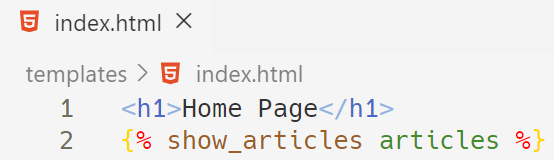 index.html
templates > index.html
1 <h1>Home Page</h1>
2 {% show_articles articles %}